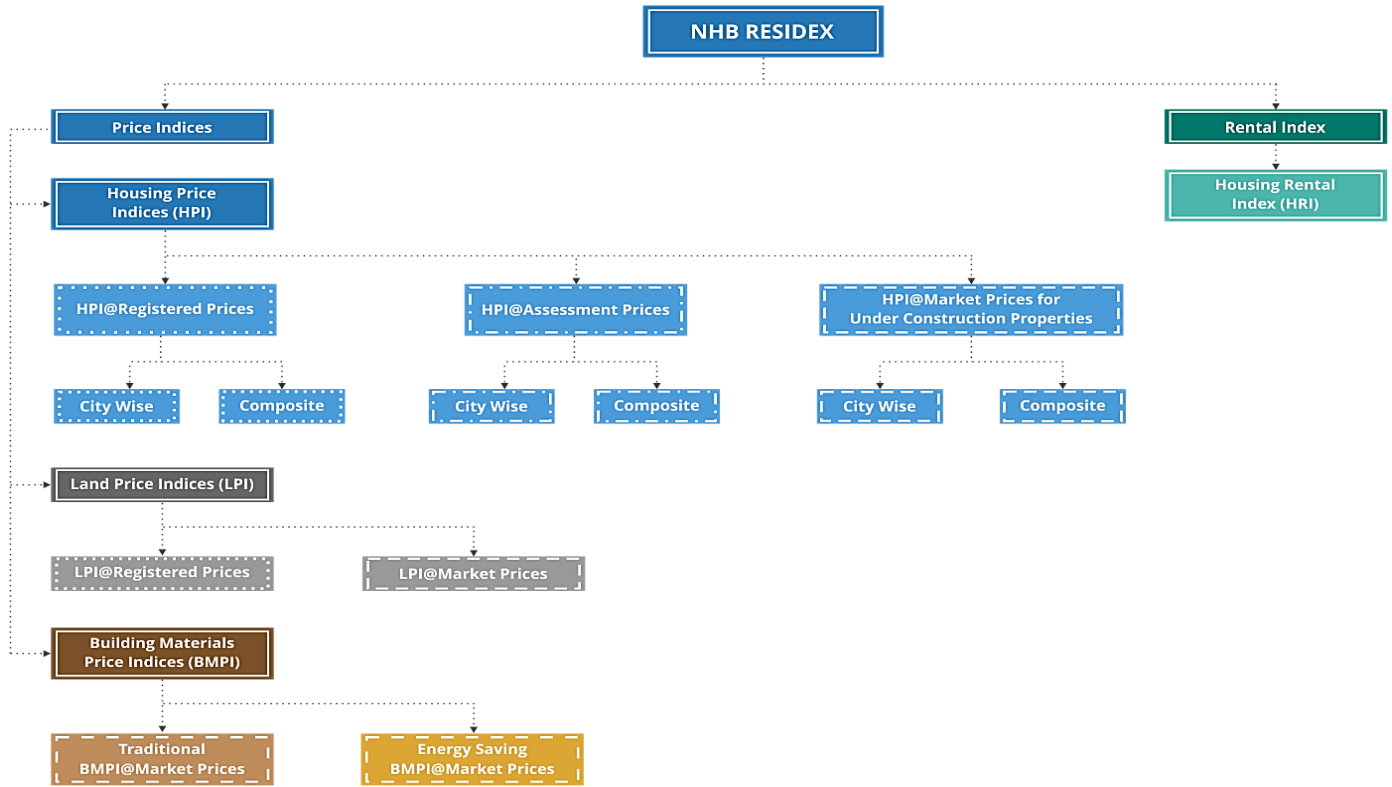 NHB RESIDEX
Price Indices
Rental Index
Housing Price
Indices (HPI)
Housing Rental
Index (HRI)
HPI@Registered Prices
HPI@Assessment Prices
HPI@Market Prices for
Under Construction Properties
City Wise
Composite
City Wise
Composite
City Wise
Composite
Land Price Indices (LPI)
LPI@Registered Prices
LPI@Market Prices
Building Materials
Price Indices (BMPI)
Traditional
BMPI@Market Prices
Energy Saving
BMPI@Market Prices